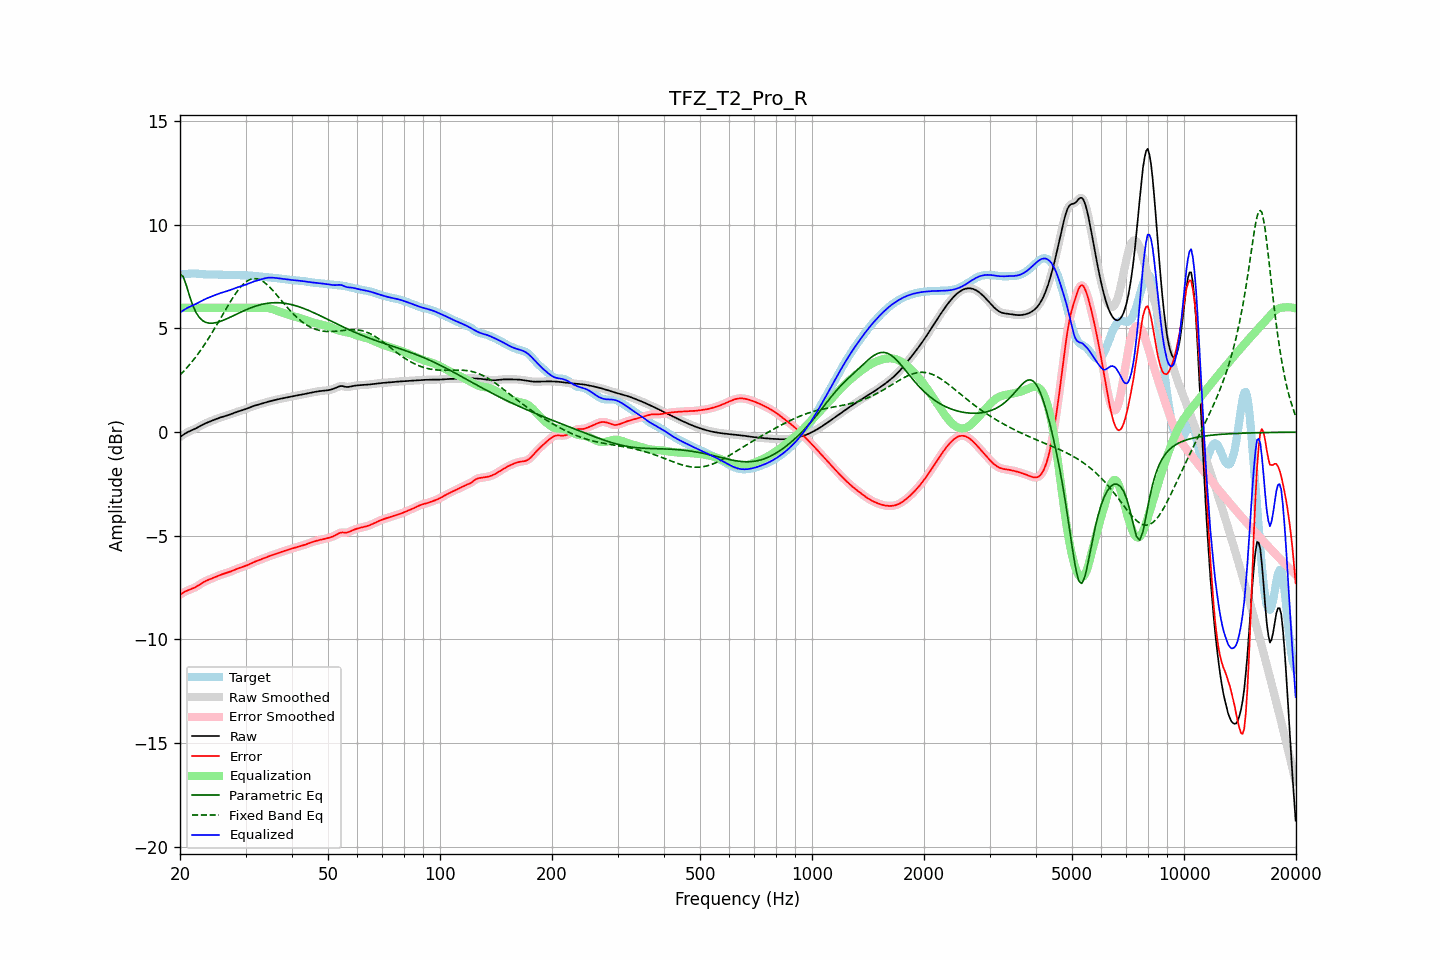 TFZ_T2_Pro_R
15
10
5
0
−5
−10
−15
−20
Amplitude (dBr)
Target
Raw Smoothed
Error Smoothed
Raw
Error
Equalization
Parametric Eq
Fixed Band Eq
Equalized
20 50 100 200 500 1000 2000 5000 10000 20000
Frequency (Hz)